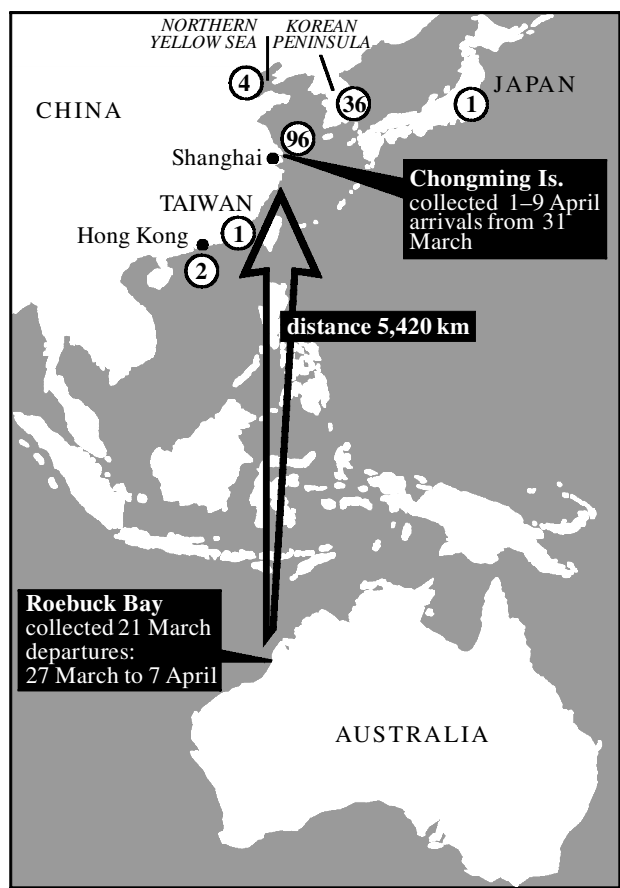 NORTHERN
YELLOW SEA
KOREAN
PENINSULA
4
36
JAPAN
1
CHINA
96
Shanghai
Chongming Is.
collected 1–9 April
arrivals from 31
March
TAIWAN
1
Hong Kong
2
distance 5,420 km
Roebuck Bay
collected 21 March
departures:
27 March to 7 April
AUSTRALIA